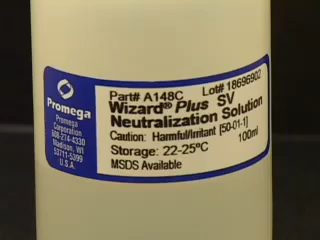 Promega
Promega
Corporation
608-274-4330
Madison, WI
53711-5399
U.S.A.
Part# A148C Lot# 18696902
Wizard® Plus SV
Neutralization Solution
Caution: Harmful/Irritant [50-01-1]
100ml
Storage: 22-25°C
MSDS Available